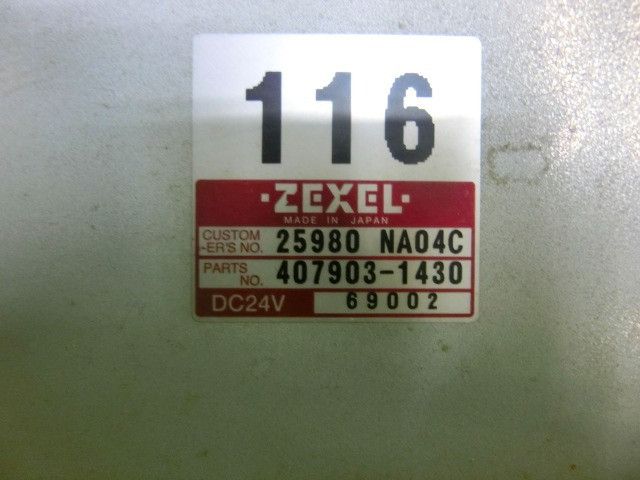 116
·ZEXEL·
MADE IN JAPAN
CUSTOM
-ER'S NO. 25980 NA04C
PARTS
NO. 407903-1430
DC24V 69002